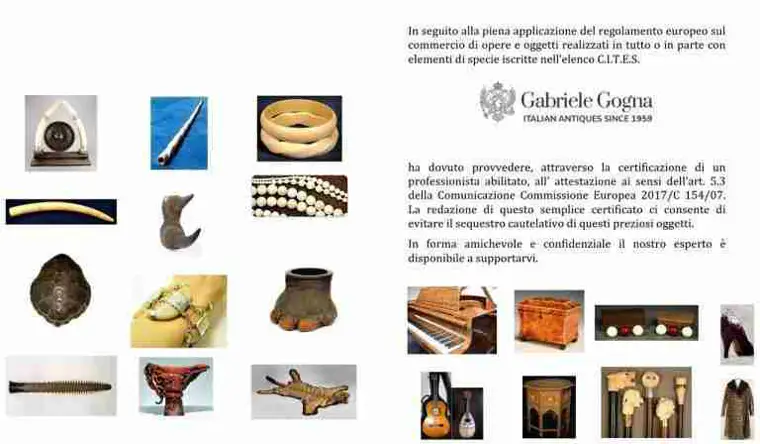 In seguito alla piena applicazione del regolamento europeo sul
commercio di opere e oggetti realizzati in tutto o in parte con
elementi di specie iscritte nell'elenco C.I.T.E.S.
Gabriele Gogna
ITALIAN ANTIQUES SINCE 1959
ha dovuto provvedere, attraverso la certificazione di un
professionista abilitato, all' attestazione ai sensi dell'art. 5.3
della Comunicazione Commissione Europea 2017/C 154/07.
La redazione di questo semplice certificato ci consente di
evitare il sequestro cautelativo di questi preziosi oggetti.
In forma amichevole e confidenziale il nostro esperto è
disponibile a supportarvi.